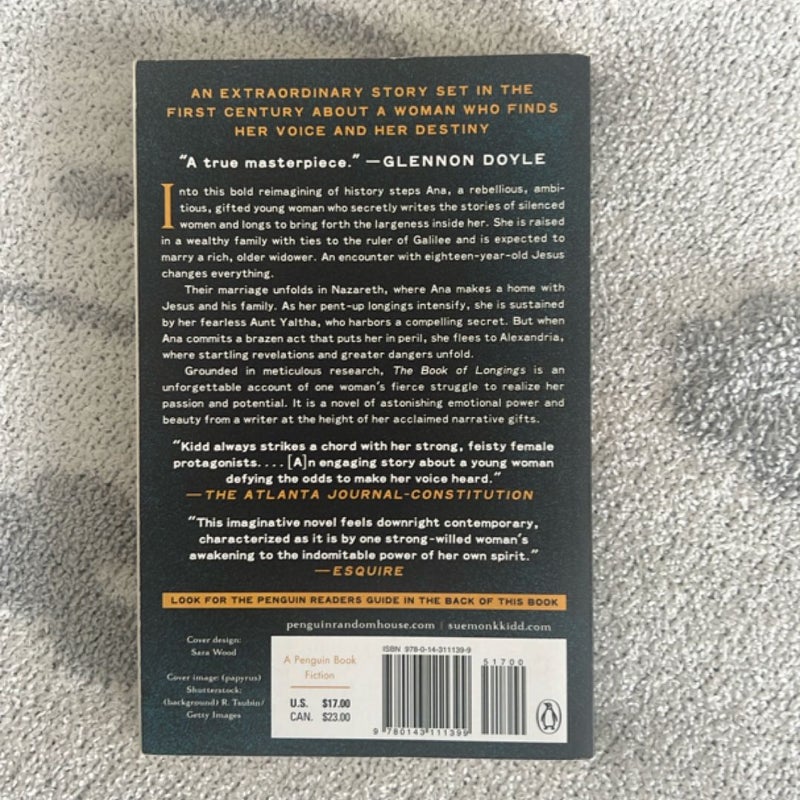 AN EXTRAORDINARY STORY SET IN THE
FIRST CENTURY ABOUT A WOMAN WHO FINDS
HER VOICE AND HER DESTINY
"A true masterpiece." —GLENNON DOYLE
Into this bold reimagining of history steps Ana, a rebellious, ambi-
tious, gifted young woman who secretly writes the stories of silenced
women and longs to bring forth the largeness inside her. She is raised
in a wealthy family with ties to the ruler of Galilee and is expected to
marry a rich, older widower. An encounter with eighteen-year-old Jesus
changes everything.
Their marriage unfolds in Nazareth, where Ana makes a home with
Jesus and his family. As her pent-up longings intensify, she is sustained
by her fearless Aunt Yaltha, who harbors a compelling secret. But when
Ana commits a brazen act that puts her in peril, she flees to Alexandria,
where startling revelations and greater dangers unfold.
Grounded in meticulous research, The Book of Longings is an
unforgettable account of one woman's fierce struggle to realize her
passion and potential. It is a novel of astonishing emotional power and
beauty from a writer at the height of her acclaimed narrative gifts.
"Kidd always strikes a chord with her strong, feisty female
protagonists. . . . [A]n engaging story about a young woman
defying the odds to make her voice heard."
—THE ATLANTA JOURNAL-CONSTITUTION
"This imaginative novel feels downright contemporary,
characterized as it is by one strong-willed woman's
awakening to the indomitable power of her own spirit."
—ESQUIRE
LOOK FOR THE PENGUIN READERS GUIDE IN THE BACK OF THIS BOOK
penguinrandomhouse.com | suemonkkidd.com
Cover design:
Sara Wood
Cover image: (papyrus)
Shutterstock;
(background) R. Tsubin/
Getty Images
A Penguin Book
Fiction
U.S. $17.00
CAN. $23.00
ISBN 978-0-14-311139-9
51700
9 780143 111399